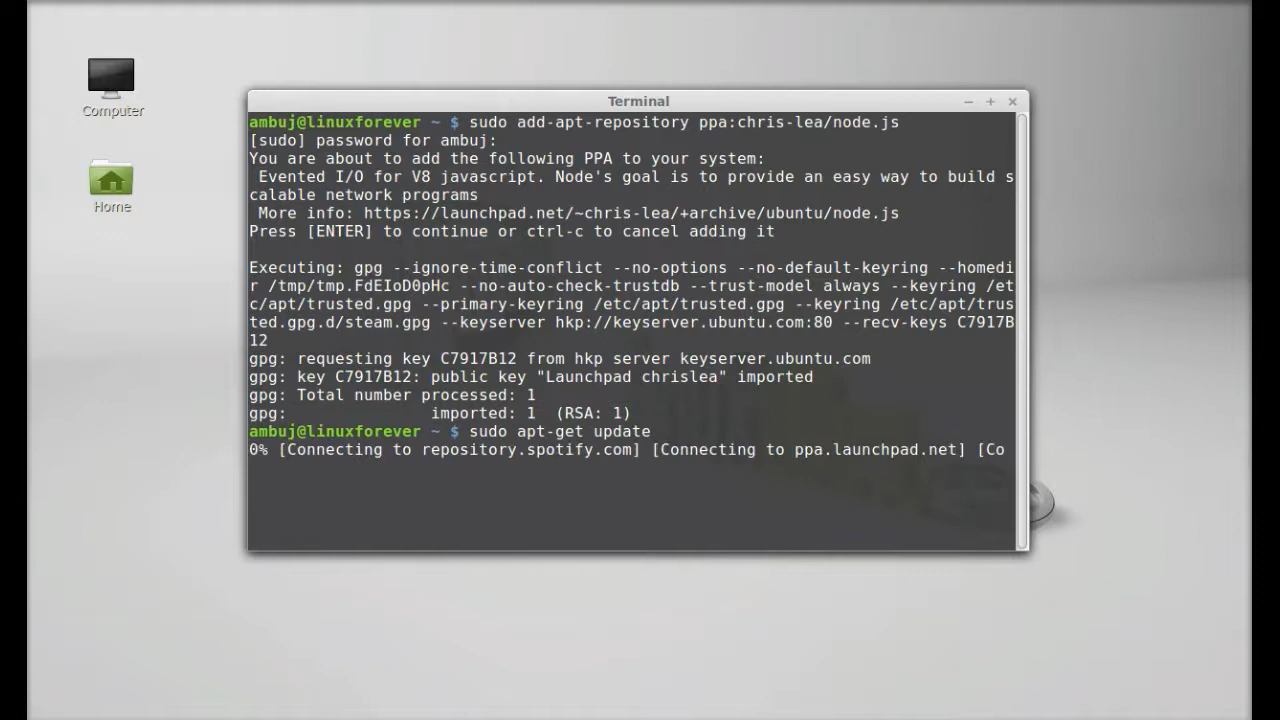 Computer
Home
Terminal
ambuj@linuxforever ~ $ sudo add-apt-repository ppa:chris-lea/node.js
[sudo] password for ambuj:
You are about to add the following PPA to your system:
 Evented I/O for V8 javascript. Node's goal is to provide an easy way to build s
calable network programs
 More info: https://launchpad.net/~chris-lea/+archive/ubuntu/node.js
Press [ENTER] to continue or ctrl-c to cancel adding it
Executing: gpg --ignore-time-conflict --no-options --no-default-keyring --homedi
r /tmp/tmp.FdEIoD0pHc --no-auto-check-trustdb --trust-model always --keyring /et
c/apt/trusted.gpg --primary-keyring /etc/apt/trusted.gpg --keyring /etc/apt/trus
ted.gpg.d/steam.gpg --keyserver hkp://keyserver.ubuntu.com:80 --recv-keys C7917B
12
gpg: requesting key C7917B12 from hkp server keyserver.ubuntu.com
gpg: key C7917B12: public key "Launchpad chrislea" imported
gpg: Total number processed: 1
gpg:               imported: 1  (RSA: 1)
ambuj@linuxforever ~ $ sudo apt-get update
0% [Connecting to repository.spotify.com] [Connecting to ppa.launchpad.net] [Co